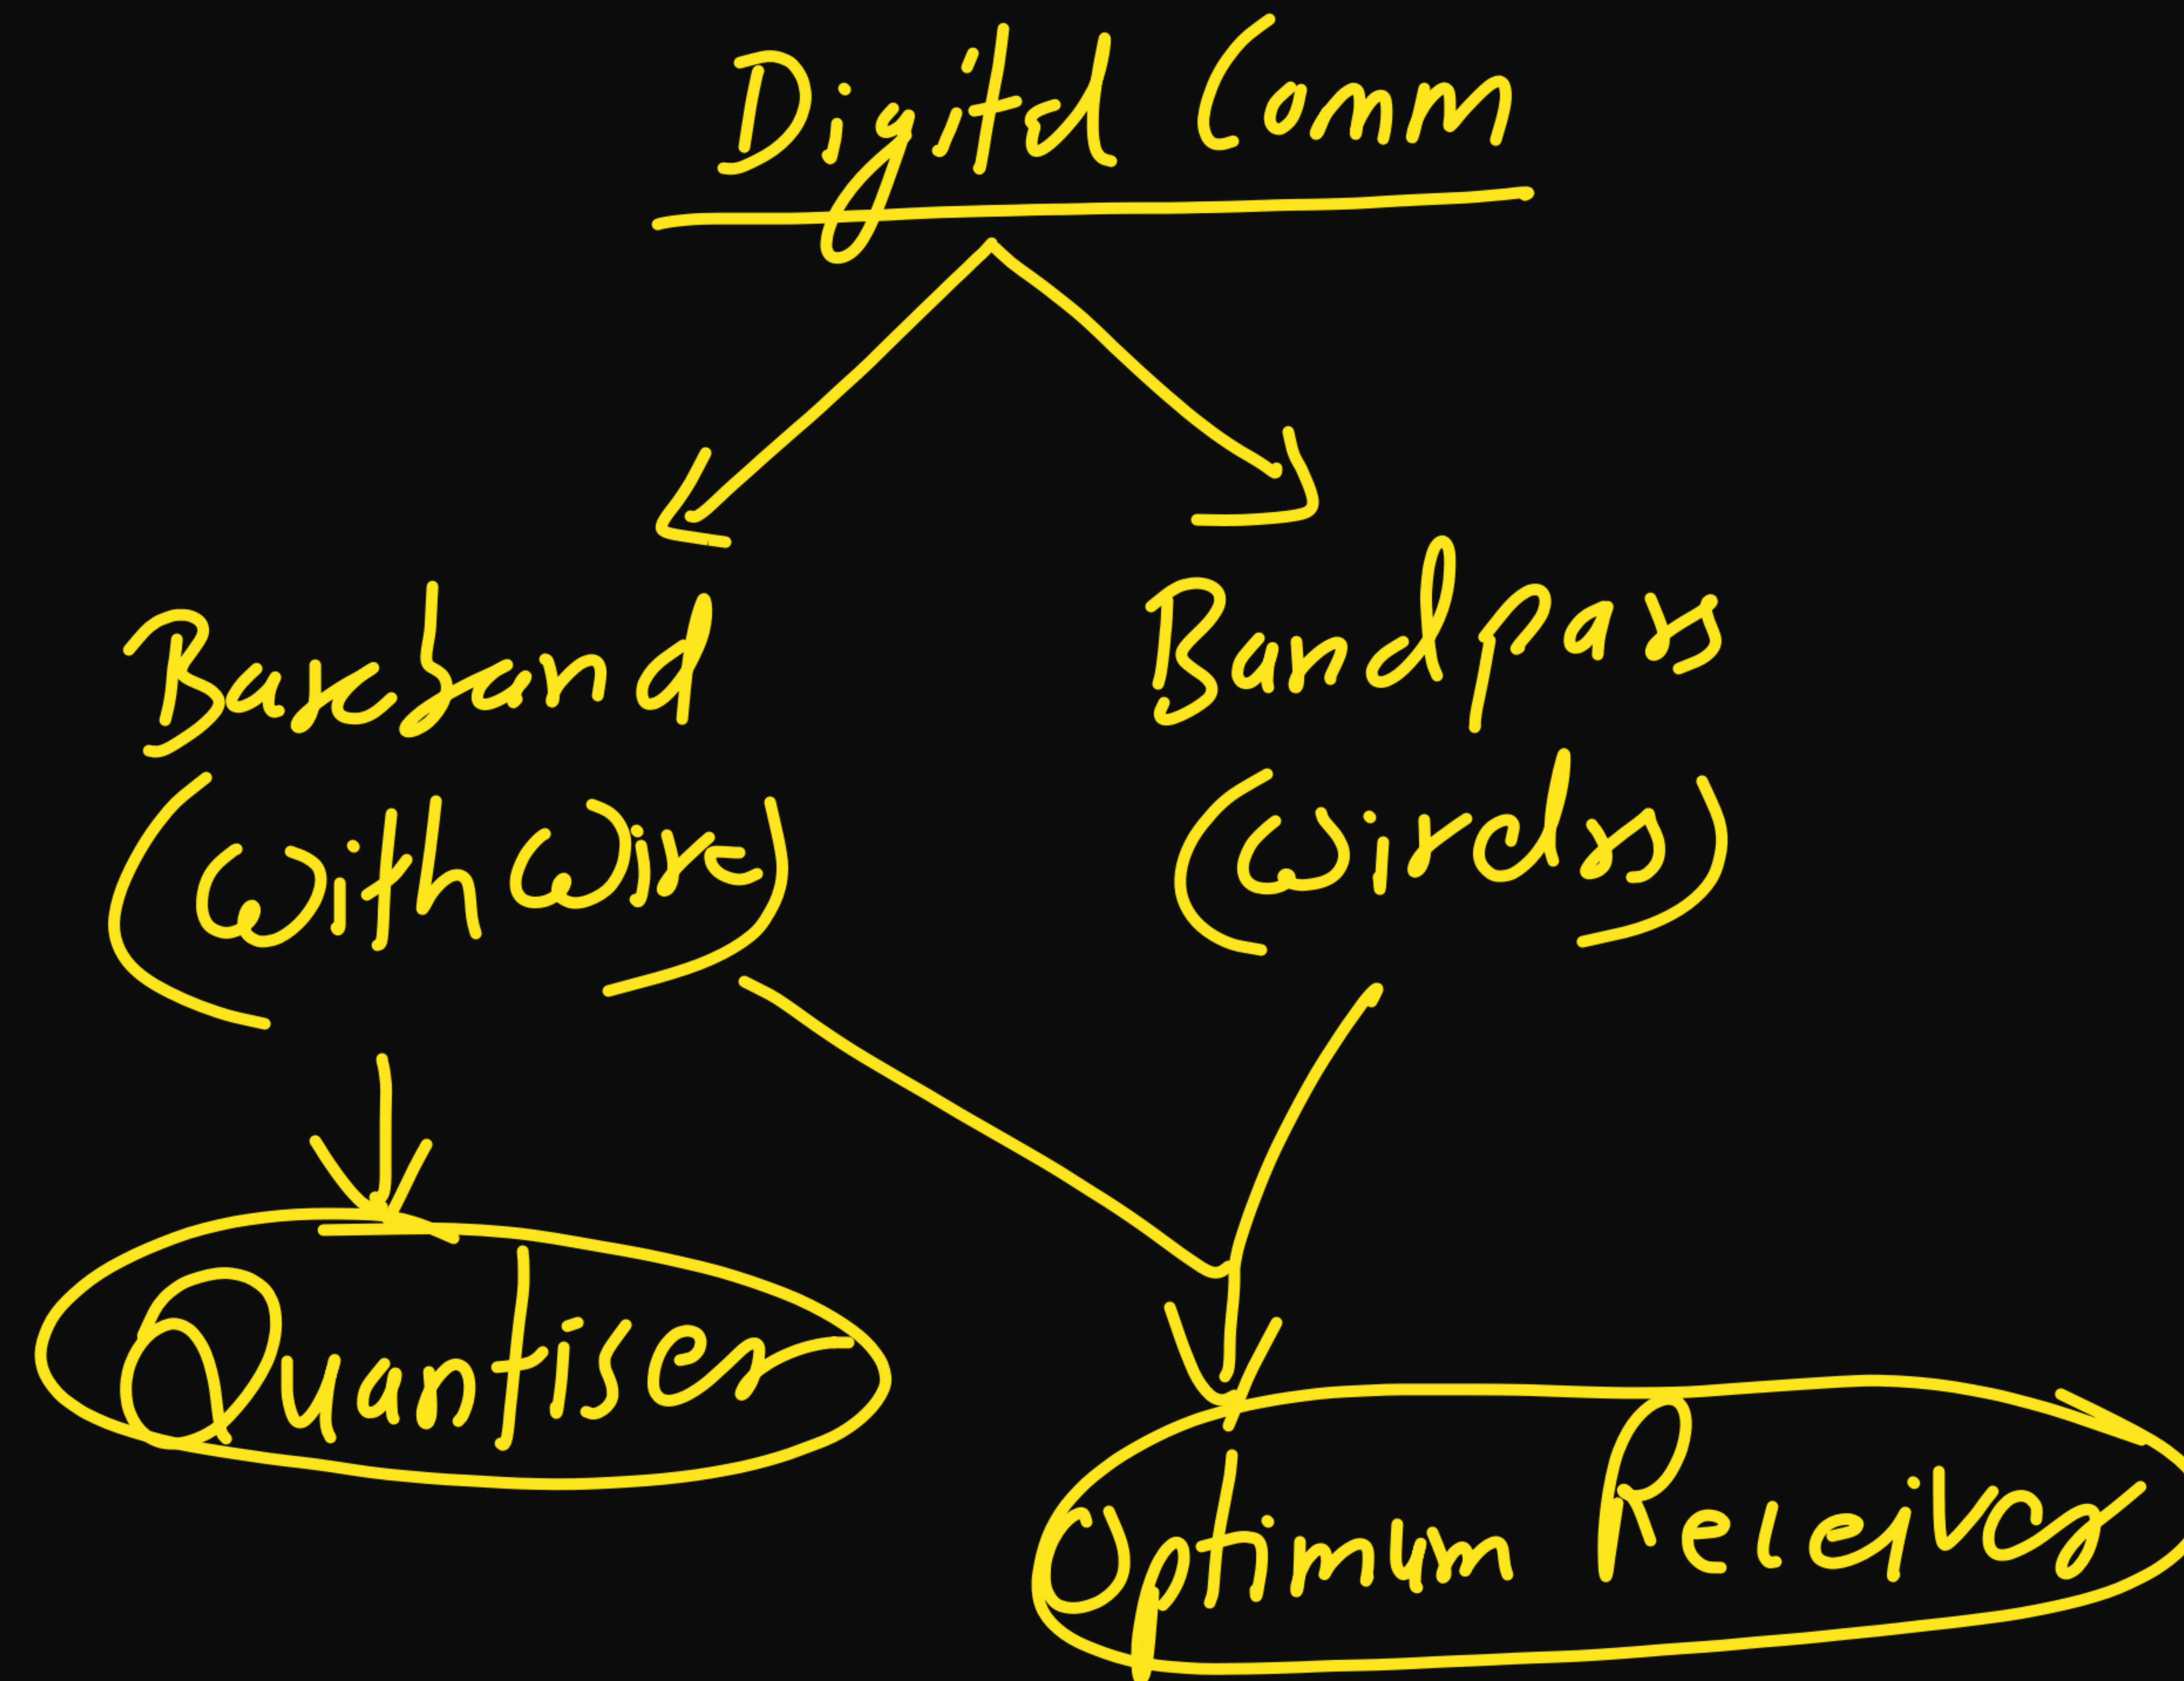 Digital Comm
Baseband
Bandpass
(with wire)
(wireless)
Quantiser
Optimum Receiver